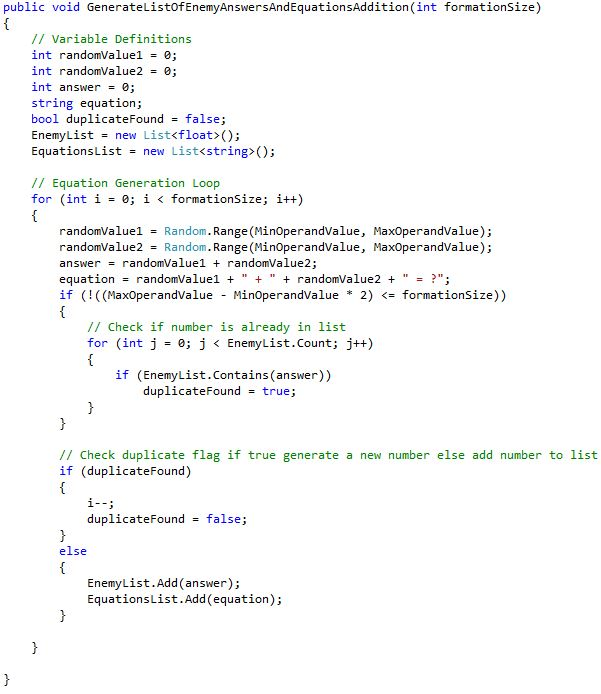 public void GenerateListOfEnemyAnswersAndEquationsAddition(int formationSize)
{
    // Variable Definitions
    int randomValue1 = 0;
    int randomValue2 = 0;
    int answer = 0;
    string equation;
    bool duplicateFound = false;
    EnemyList = new List<float>();
    EquationsList = new List<string>();

    // Equation Generation Loop
    for (int i = 0; i < formationSize; i++)
    {
        randomValue1 = Random.Range(MinOperandValue, MaxOperandValue);
        randomValue2 = Random.Range(MinOperandValue, MaxOperandValue);
        answer = randomValue1 + randomValue2;
        equation = randomValue1 + " + " + randomValue2 + " = ?";
        if (!((MaxOperandValue - MinOperandValue * 2) <= formationSize))
        {
            // Check if number is already in list
            for (int j = 0; j < EnemyList.Count; j++)
            {
                if (EnemyList.Contains(answer))
                    duplicateFound = true;
            }
        }

        // Check duplicate flag if true generate a new number else add number to list
        if (duplicateFound)
        {
            i--;
            duplicateFound = false;
        }
        else
        {
            EnemyList.Add(answer);
            EquationsList.Add(equation);
        }

    }

}